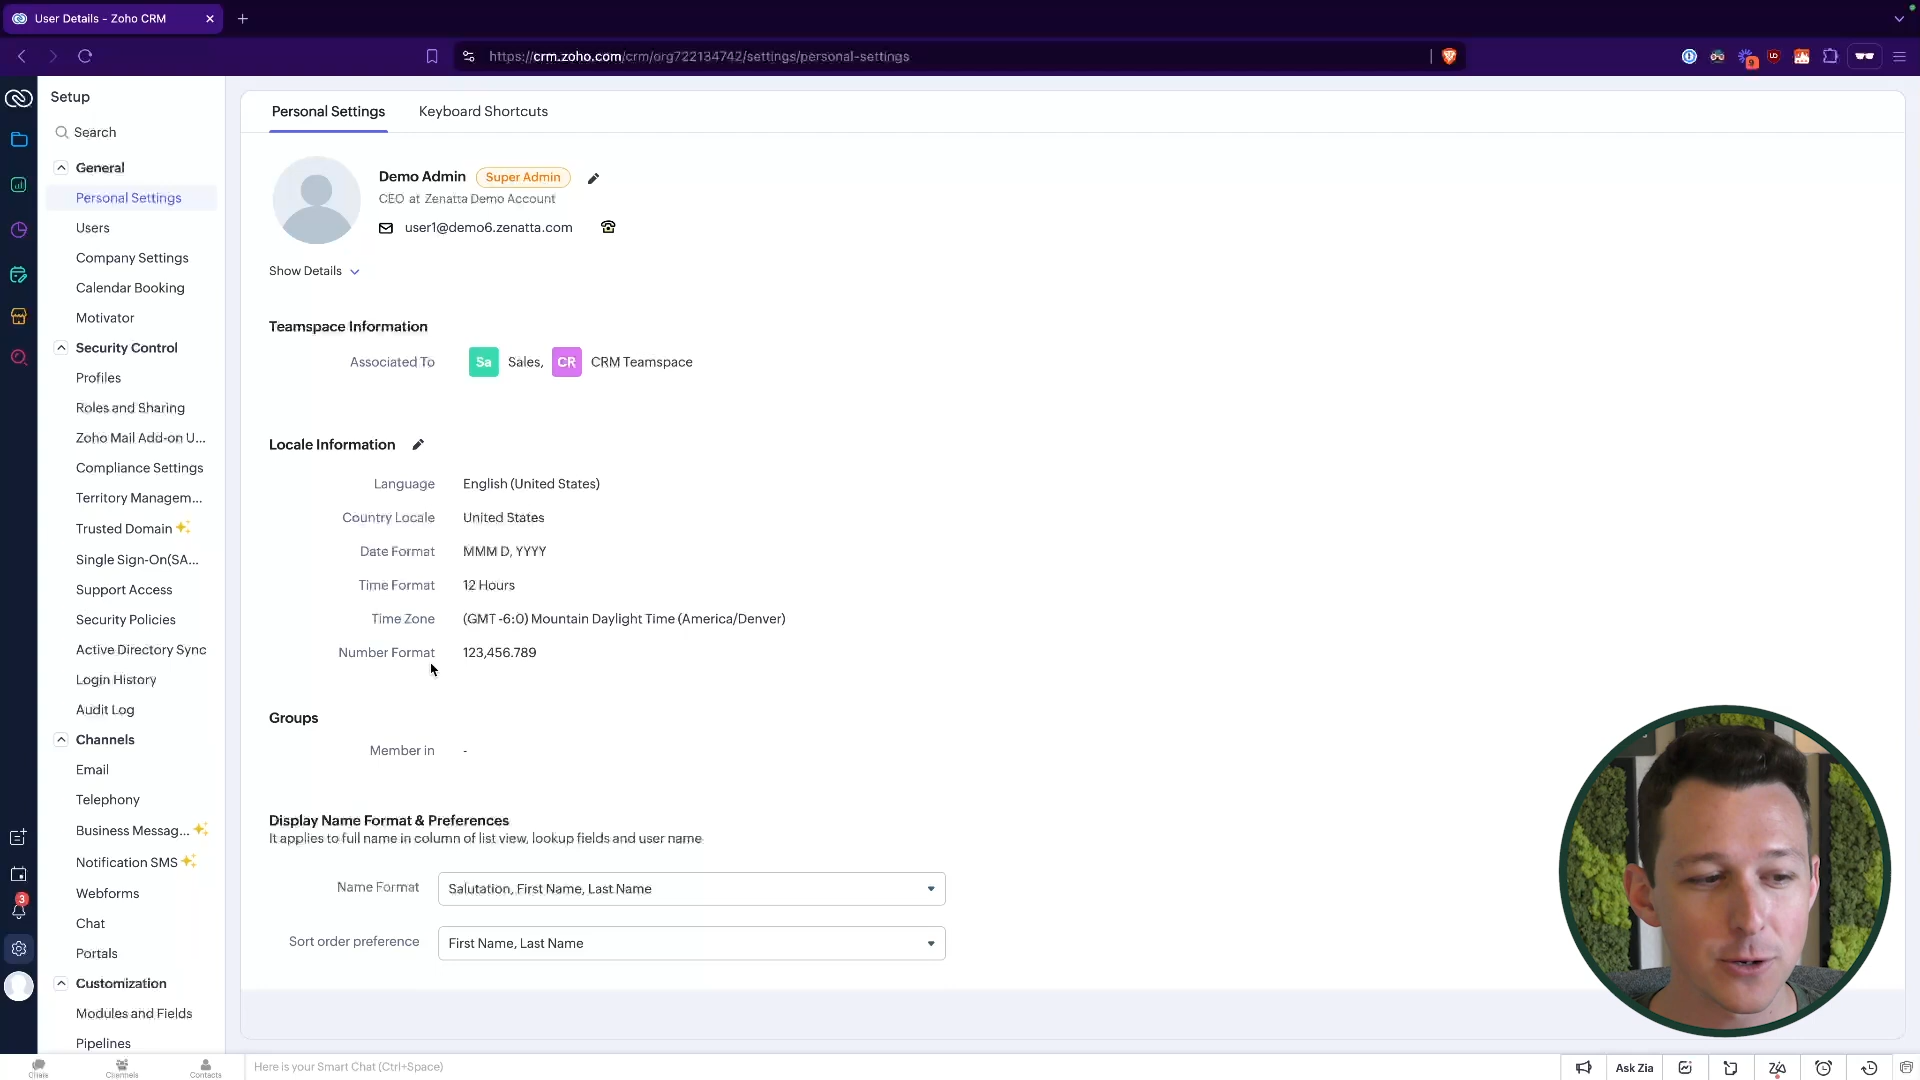 User Details - Zoho CRM
https://crm.zoho.com/crm/org722134742/settings/personal-settings
9
Setup
Search
General
Personal Settings
Users
Company Settings
Calendar Booking
Motivator
Security Control
Profiles
Roles and Sharing
Zoho Mail Add-on U...
Compliance Settings
Territory Managem...
Trusted Domain
Single Sign-On(SA...
Support Access
Security Policies
Active Directory Sync
Login History
Audit Log
Channels
Email
Telephony
Business Messag...
Notification SMS
Webforms
Chat
Portals
Customization
Modules and Fields
Pipelines
3
Personal Settings
Keyboard Shortcuts
Demo Admin
Super Admin
CEO at Zenatta Demo Account
user1@demo6.zenatta.com
Show Details
Teamspace Information
Associated To
Sa Sales, CR CRM Teamspace
Locale Information
Language English (United States)
Country Locale United States
Date Format MMM D, YYYY
Time Format 12 Hours
Time Zone (GMT -6:0) Mountain Daylight Time (America/Denver)
Number Format 123,456.789
Groups
Member in -
Display Name Format & Preferences
It applies to full name in column of list view, lookup fields and user name
Name Format Salutation, First Name, Last Name
Sort order preference First Name, Last Name
Chats
Channels
Contacts
Here is your Smart Chat (Ctrl+Space)
Ask Zia